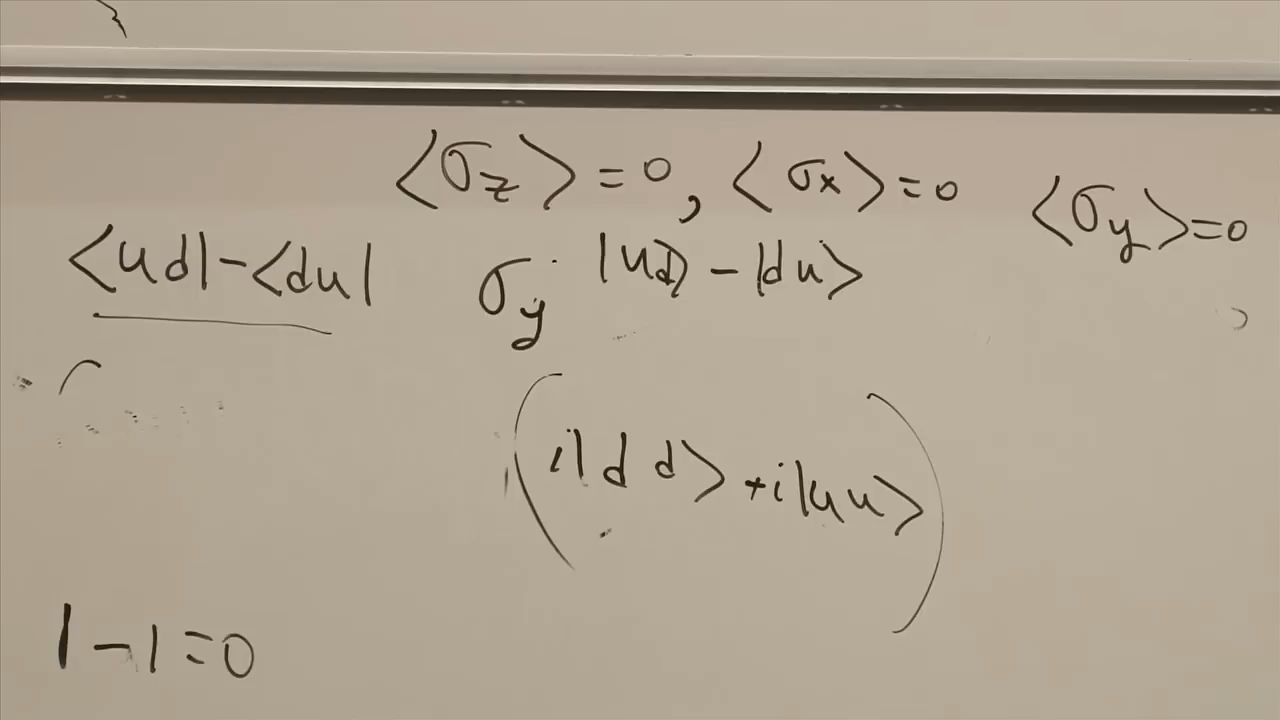 ⟨σz⟩ = 0, ⟨σx⟩ = 0 ⟨σy⟩ = 0
⟨ud| - ⟨du| σy |ud⟩ - |du⟩
(i|dd⟩ + i|uu⟩)
1 - 1 = 0